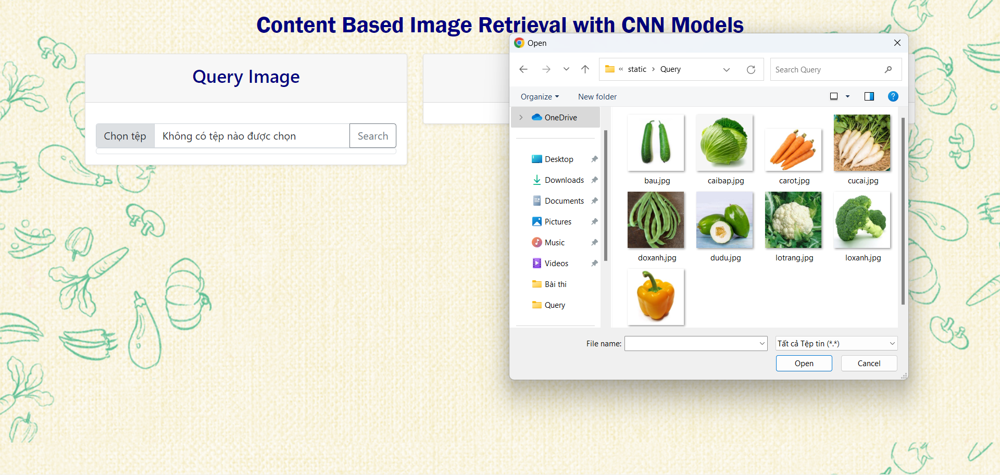 Content Based Image Retrieval with CNN Models
Query Image
Chọn tệp
Không có tệp nào được chọn
Search
Open
static
Query
Search Query
Organize
New folder
OneDrive
Desktop
Downloads
Documents
Pictures
Music
Videos
Bài thi
Query
bau.jpg
caibap.jpg
carot.jpg
cucai.jpg
doxanh.jpg
dudu.jpg
lotrang.jpg
loxanh.jpg
File name:
Tất cả Tệp tin (*.*)
Open
Cancel